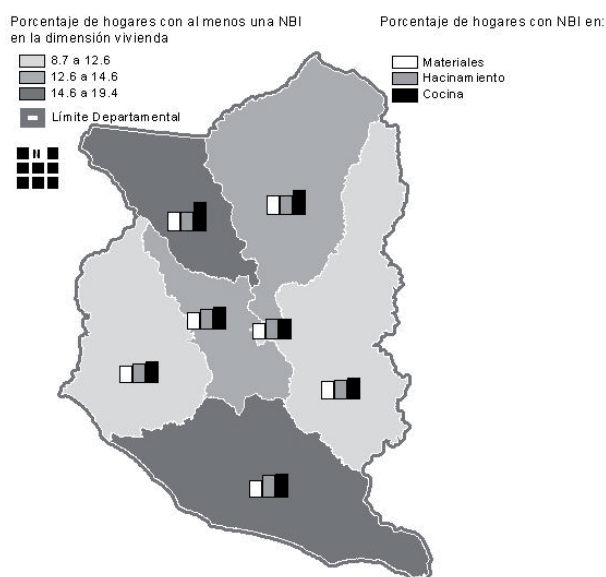 Porcentaje de hogares con al menos una NBI
en la dimensión vivienda
8.7 a 12.6
12.6 a 14.6
14.6 a 19.4
Límite Departamental
N
Porcentaje de hogares con NBI en:
Materiales
Hacinamiento
Cocina